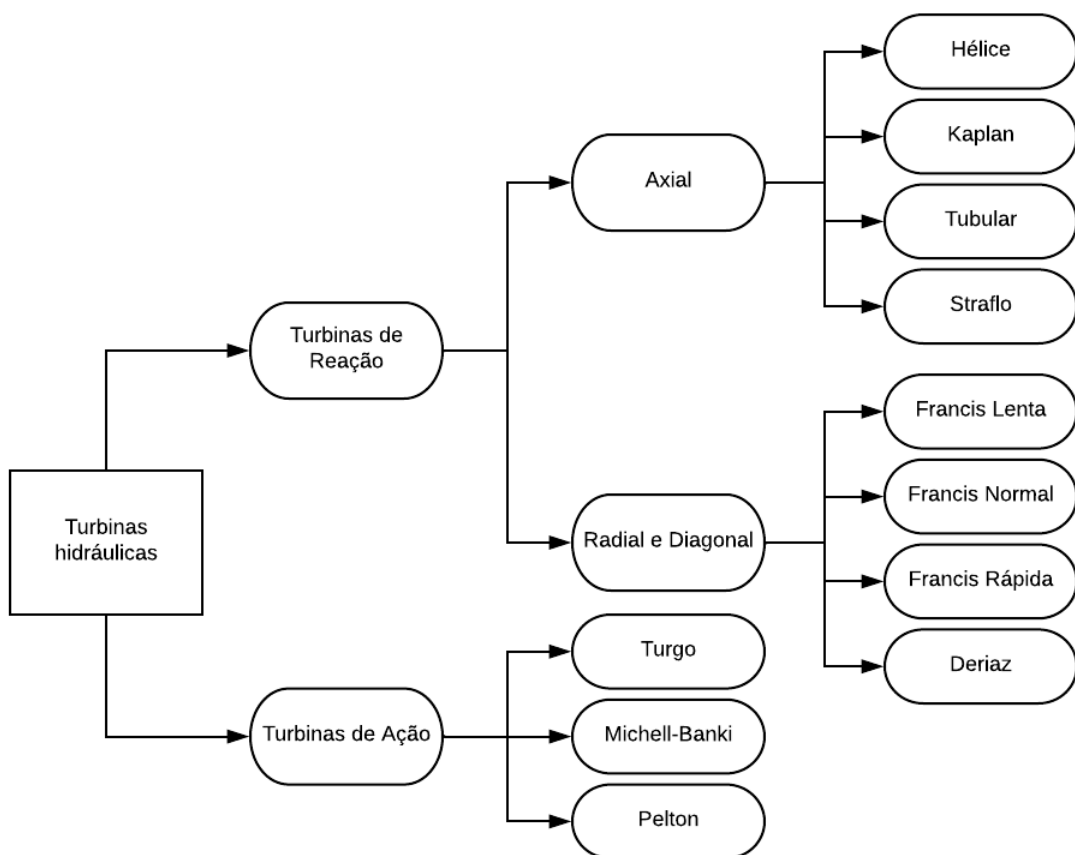 Hélice
Kaplan
Axial
Tubular
Straflo
Turbinas de
Reação
Francis Lenta
Francis Normal
Turbinas
hidráulicas
Radial e Diagonal
Francis Rápida
Turgo
Deriaz
Turbinas de Ação
Michell-Banki
Pelton